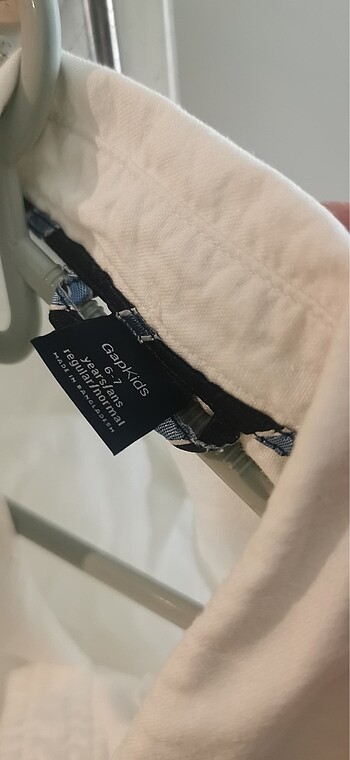 GapKids
6-7
years/ans
regular/normal
MADE IN BANGLADESH